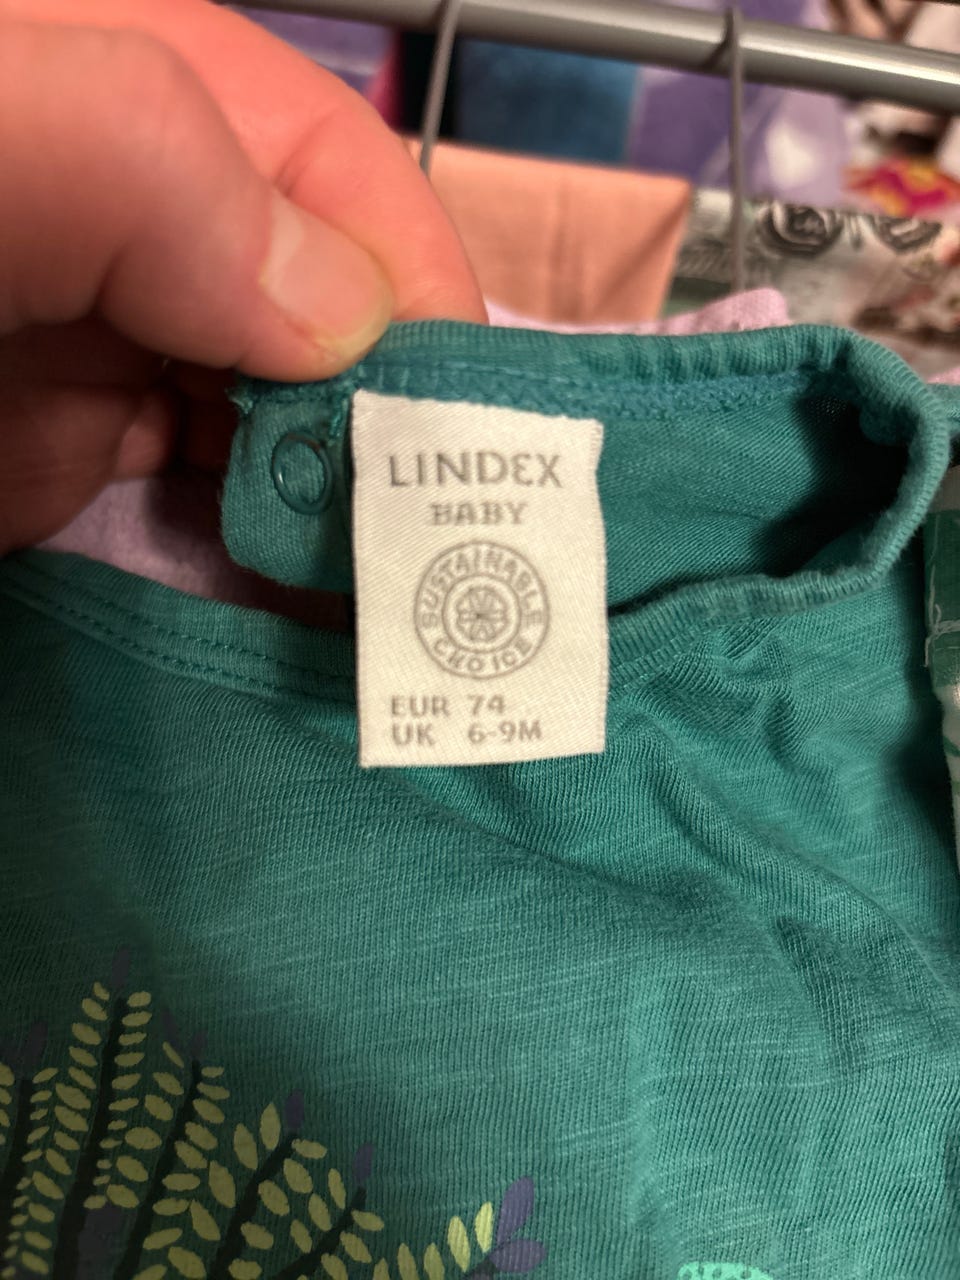 LINDEX
BABY
SUSTAINABLE
CHOICE
EUR 74
UK 6-9M